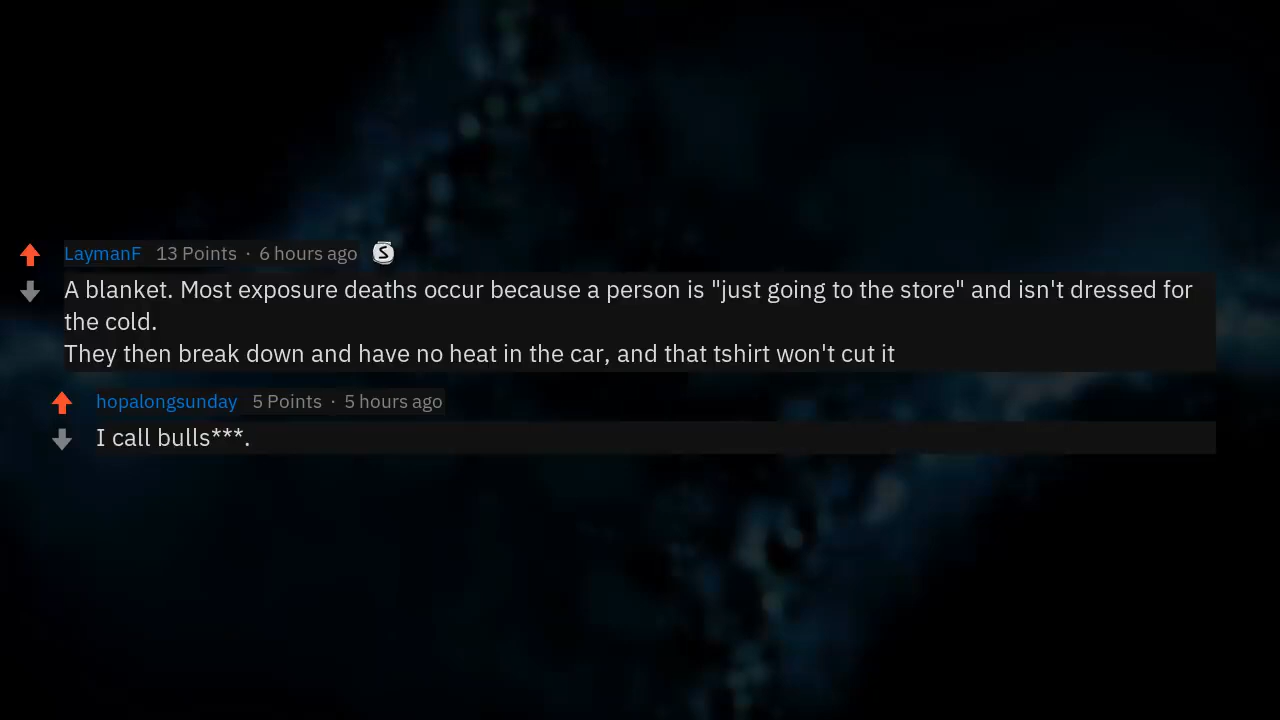 LaymanF 13 Points · 6 hours ago S
A blanket. Most exposure deaths occur because a person is "just going to the store" and isn't dressed for
the cold.
They then break down and have no heat in the car, and that tshirt won't cut it
hopalongsunday 5 Points · 5 hours ago
I call bulls***.